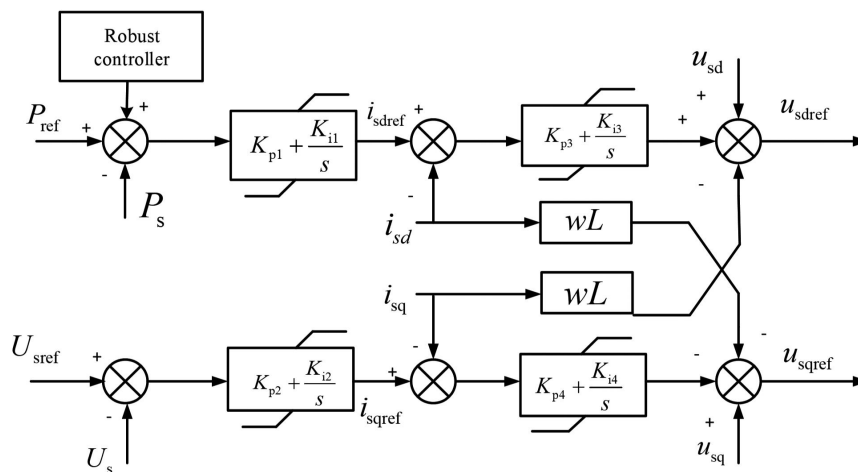 Robust
controller
+
P_ref
+
-
P_s
K_p1 + K_i1/s
i_sdref
+
-
K_p3 + K_i3/s
u_sd
+
+
-
u_sdref
i_sd
wL
i_sq
wL
U_sref
+
-
U_s
K_p2 + K_i2/s
i_sqref
+
-
K_p4 + K_i4/s
-
-
+
u_sq
u_sqref